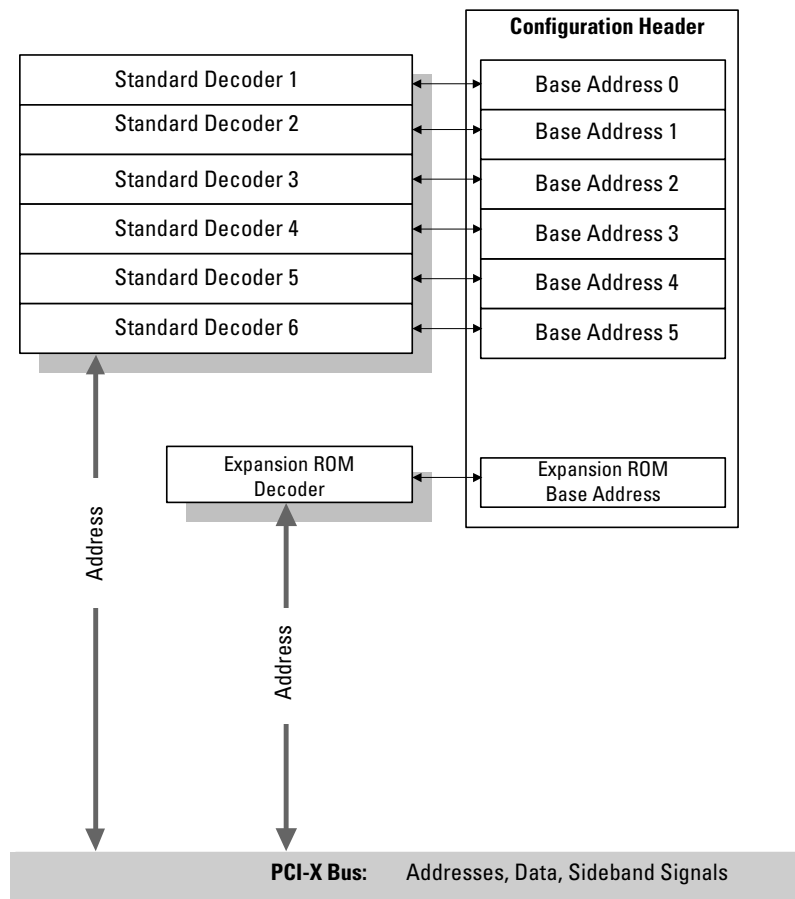 Configuration Header
Standard Decoder 1
Base Address 0
Standard Decoder 2
Base Address 1
Standard Decoder 3
Base Address 2
Standard Decoder 4
Base Address 3
Standard Decoder 5
Base Address 4
Standard Decoder 6
Base Address 5
Expansion ROM
Decoder
Expansion ROM
Base Address
Address
Address
PCI-X Bus: Addresses, Data, Sideband Signals